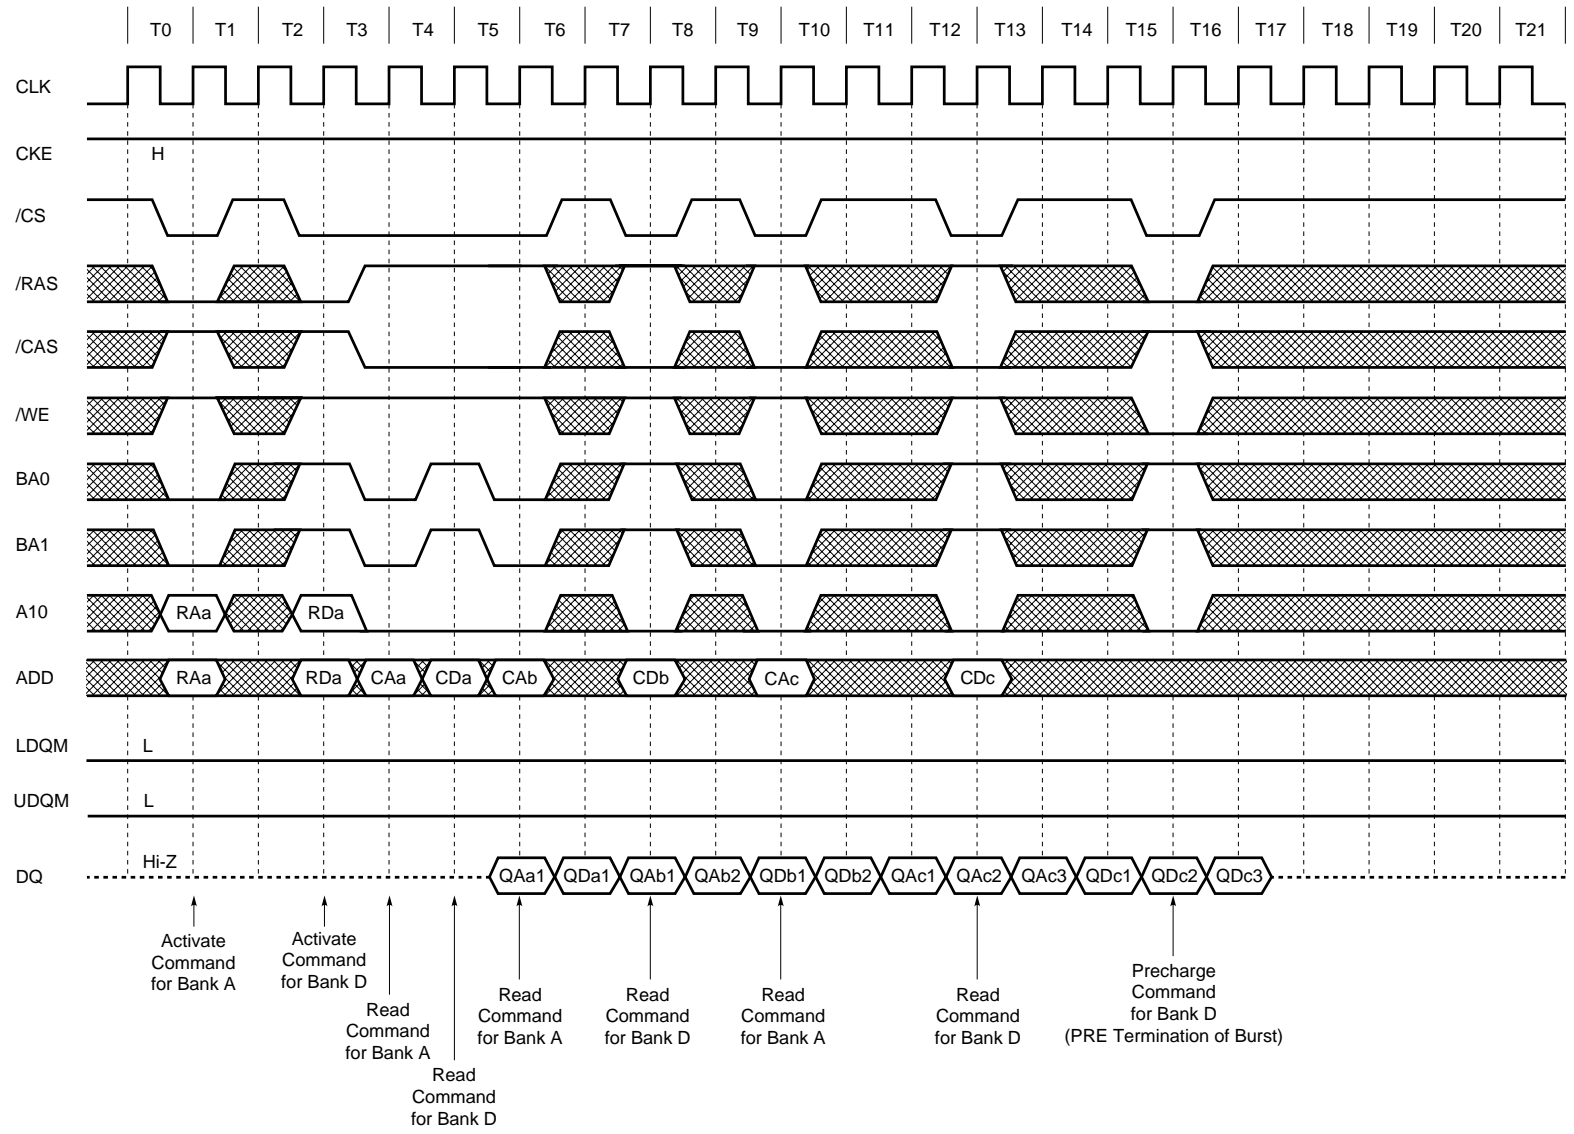 T0 T1 T2 T3 T4 T5 T6 T7 T8 T9 T10 T11 T12 T13 T14 T15 T16 T17 T18 T19 T20 T21
CLK
CKE H
/CS
/RAS
/CAS
/WE
BA0
BA1
A10 RAa RDa
ADD RAa RDa CAa CDa CAb CDb CAc CDc
LDQM L
UDQM L
DQ Hi-Z QAa1 QDa1 QAb1 QAb2 QDb1 QDb2 QAc1 QAc2 QAc3 QDc1 QDc2 QDc3
Activate
Command
for Bank A
Activate
Command
for Bank D
Read
Command
for Bank A
Read
Command
for Bank D
Read
Command
for Bank A
Read
Command
for Bank D
Read
Command
for Bank A
Read
Command
for Bank D
Precharge
Command
for Bank D
(PRE Termination of Burst)